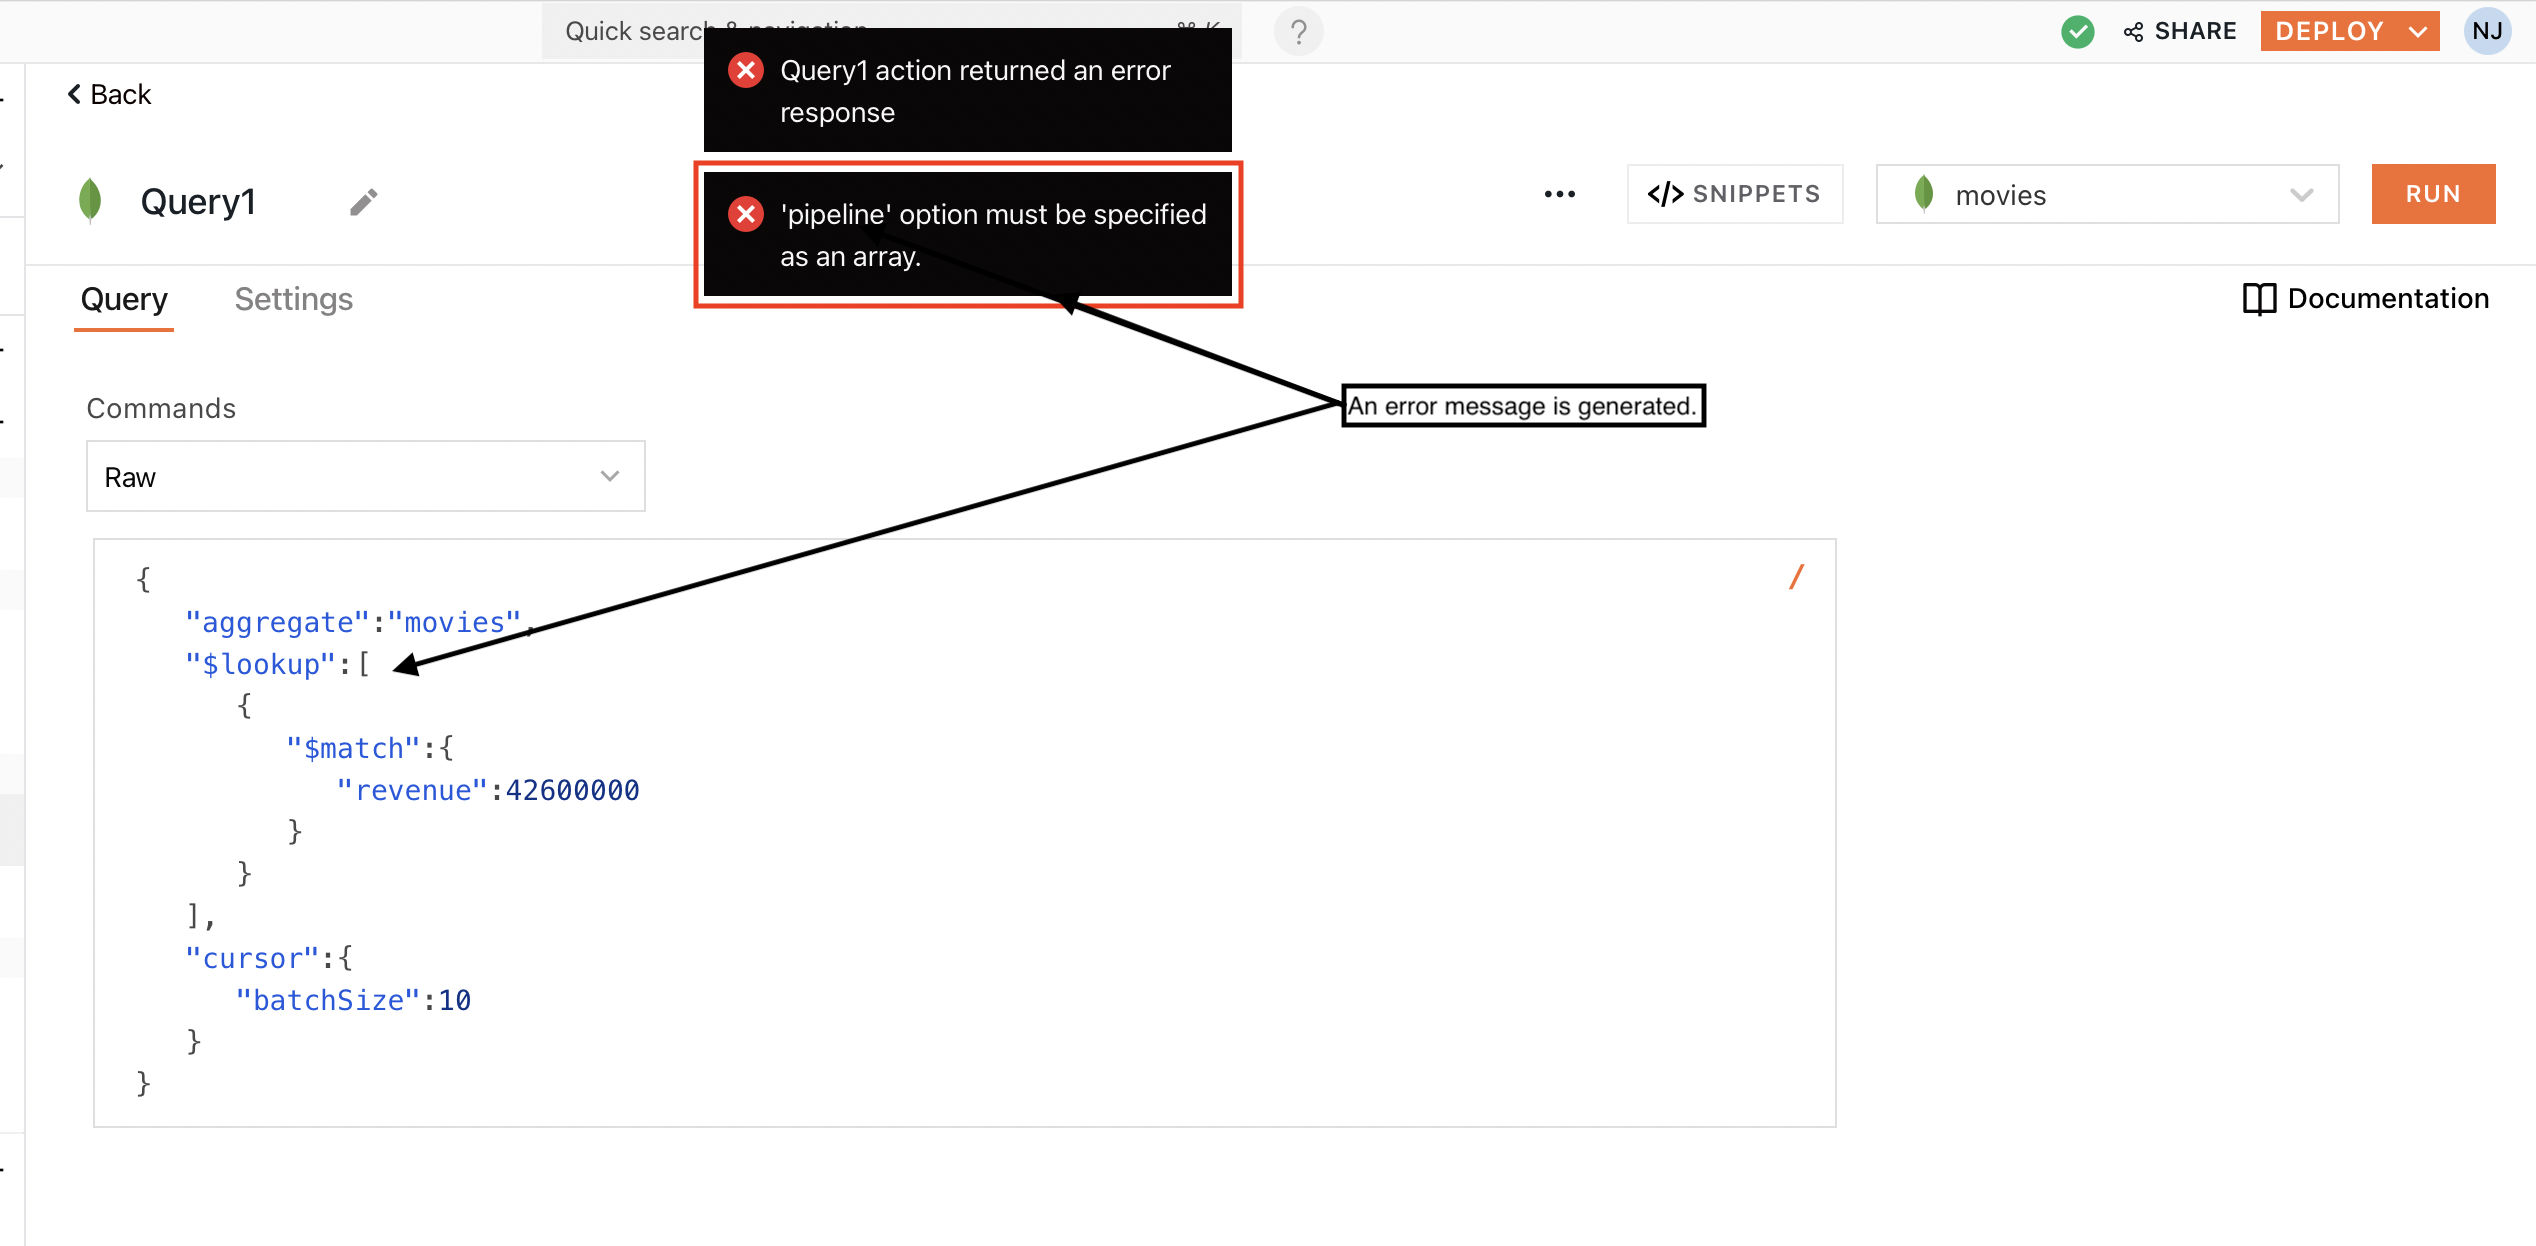 Quick search & navigation ⌘ K
?
SHARE
DEPLOY
NJ
Query1 action returned an error
response
Back
Query1
'pipeline' option must be specified
as an array.
SNIPPETS
movies
RUN
Query
Settings
Documentation
An error message is generated.
Commands
Raw
{
"aggregate":"movies",
"$lookup":[
{
"$match":{
"revenue":42600000
}
}
],
"cursor":{
"batchSize":10
}
}
/